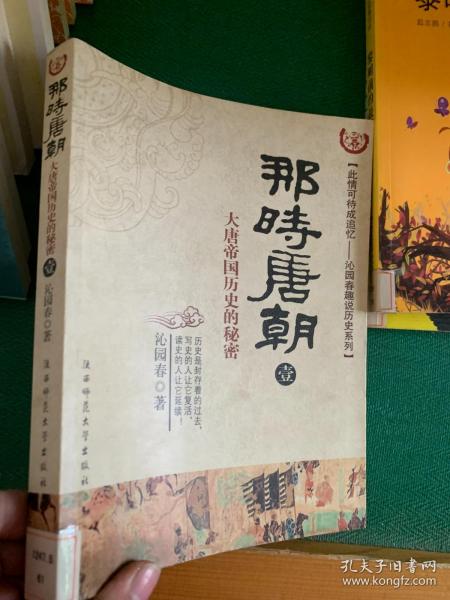 那時唐朝
大唐帝国历史的秘密
壹
沁园春
陕西师范大学出版社
I247.5
61
【此情可待成追忆——沁园春趣说历史系列】
那時唐朝
壹
大唐帝国历史的秘密
历史是封存着的过去，
写史的人让它复活，
读史的人让它延续！
沁园春◎著
孔夫子旧书网
www.kongfz.com